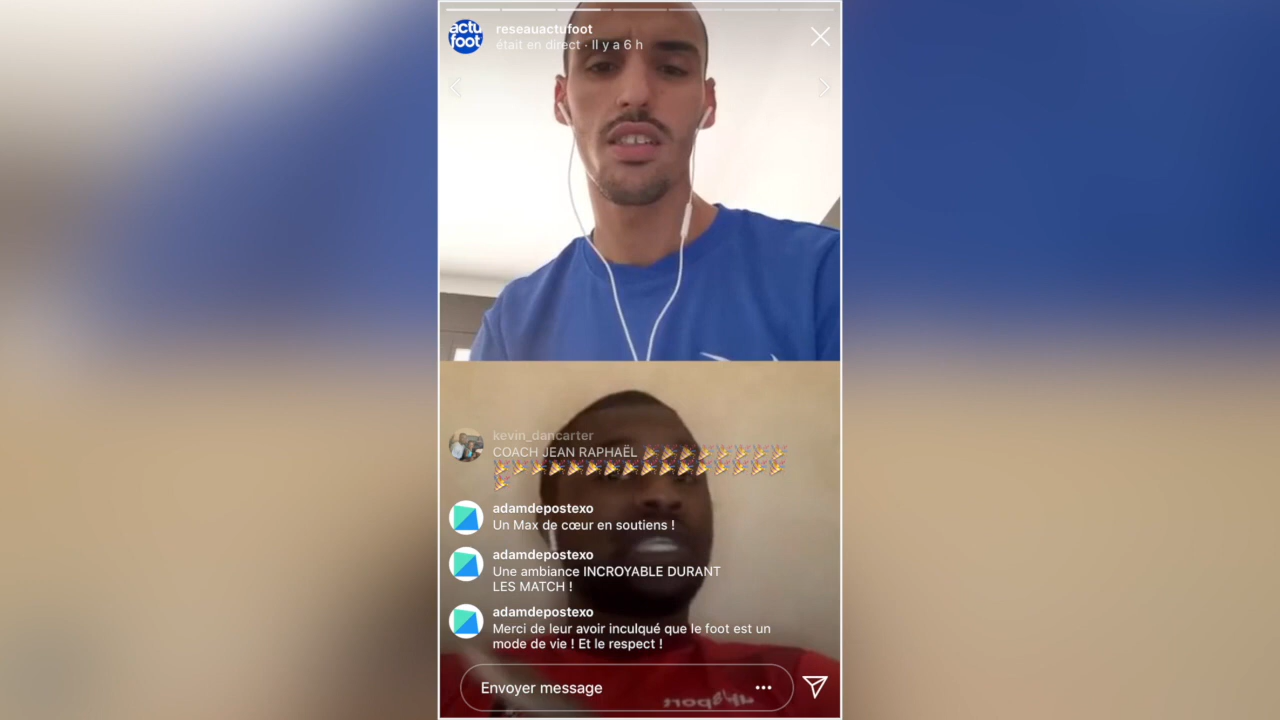 actu
foot
reseauactufoot
était en direct · Il y a 6 h
kevin_dancarter
COACH JEAN RAPHAËL 🎉🎉🎉🎉🎉🎉🎉🎉
🎉🎉🎉🎉🎉🎉🎉🎉🎉🎉🎉🎉🎉🎉🎉🎉
🎉
adamdepostexo
Un Max de cœur en soutiens !
adamdepostexo
Une ambiance INCROYABLE DURANT
LES MATCH !
adamdepostexo
Merci de leur avoir inculqué que le foot est un
mode de vie ! Et le respect !
Envoyer message